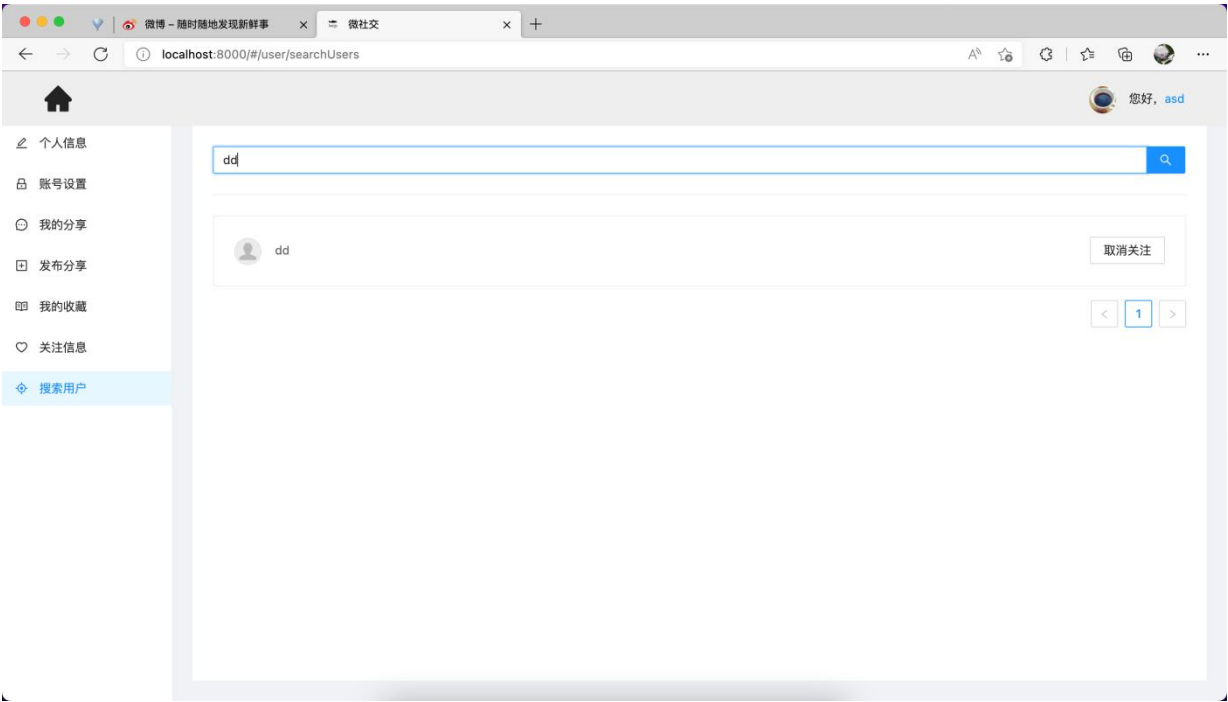 微博 – 随时随地发现新鲜事
微社交
localhost:8000/#/user/searchUsers
您好，asd
个人信息
账号设置
我的分享
发布分享
我的收藏
关注信息
搜索用户
dd
dd
取消关注
< 1 >